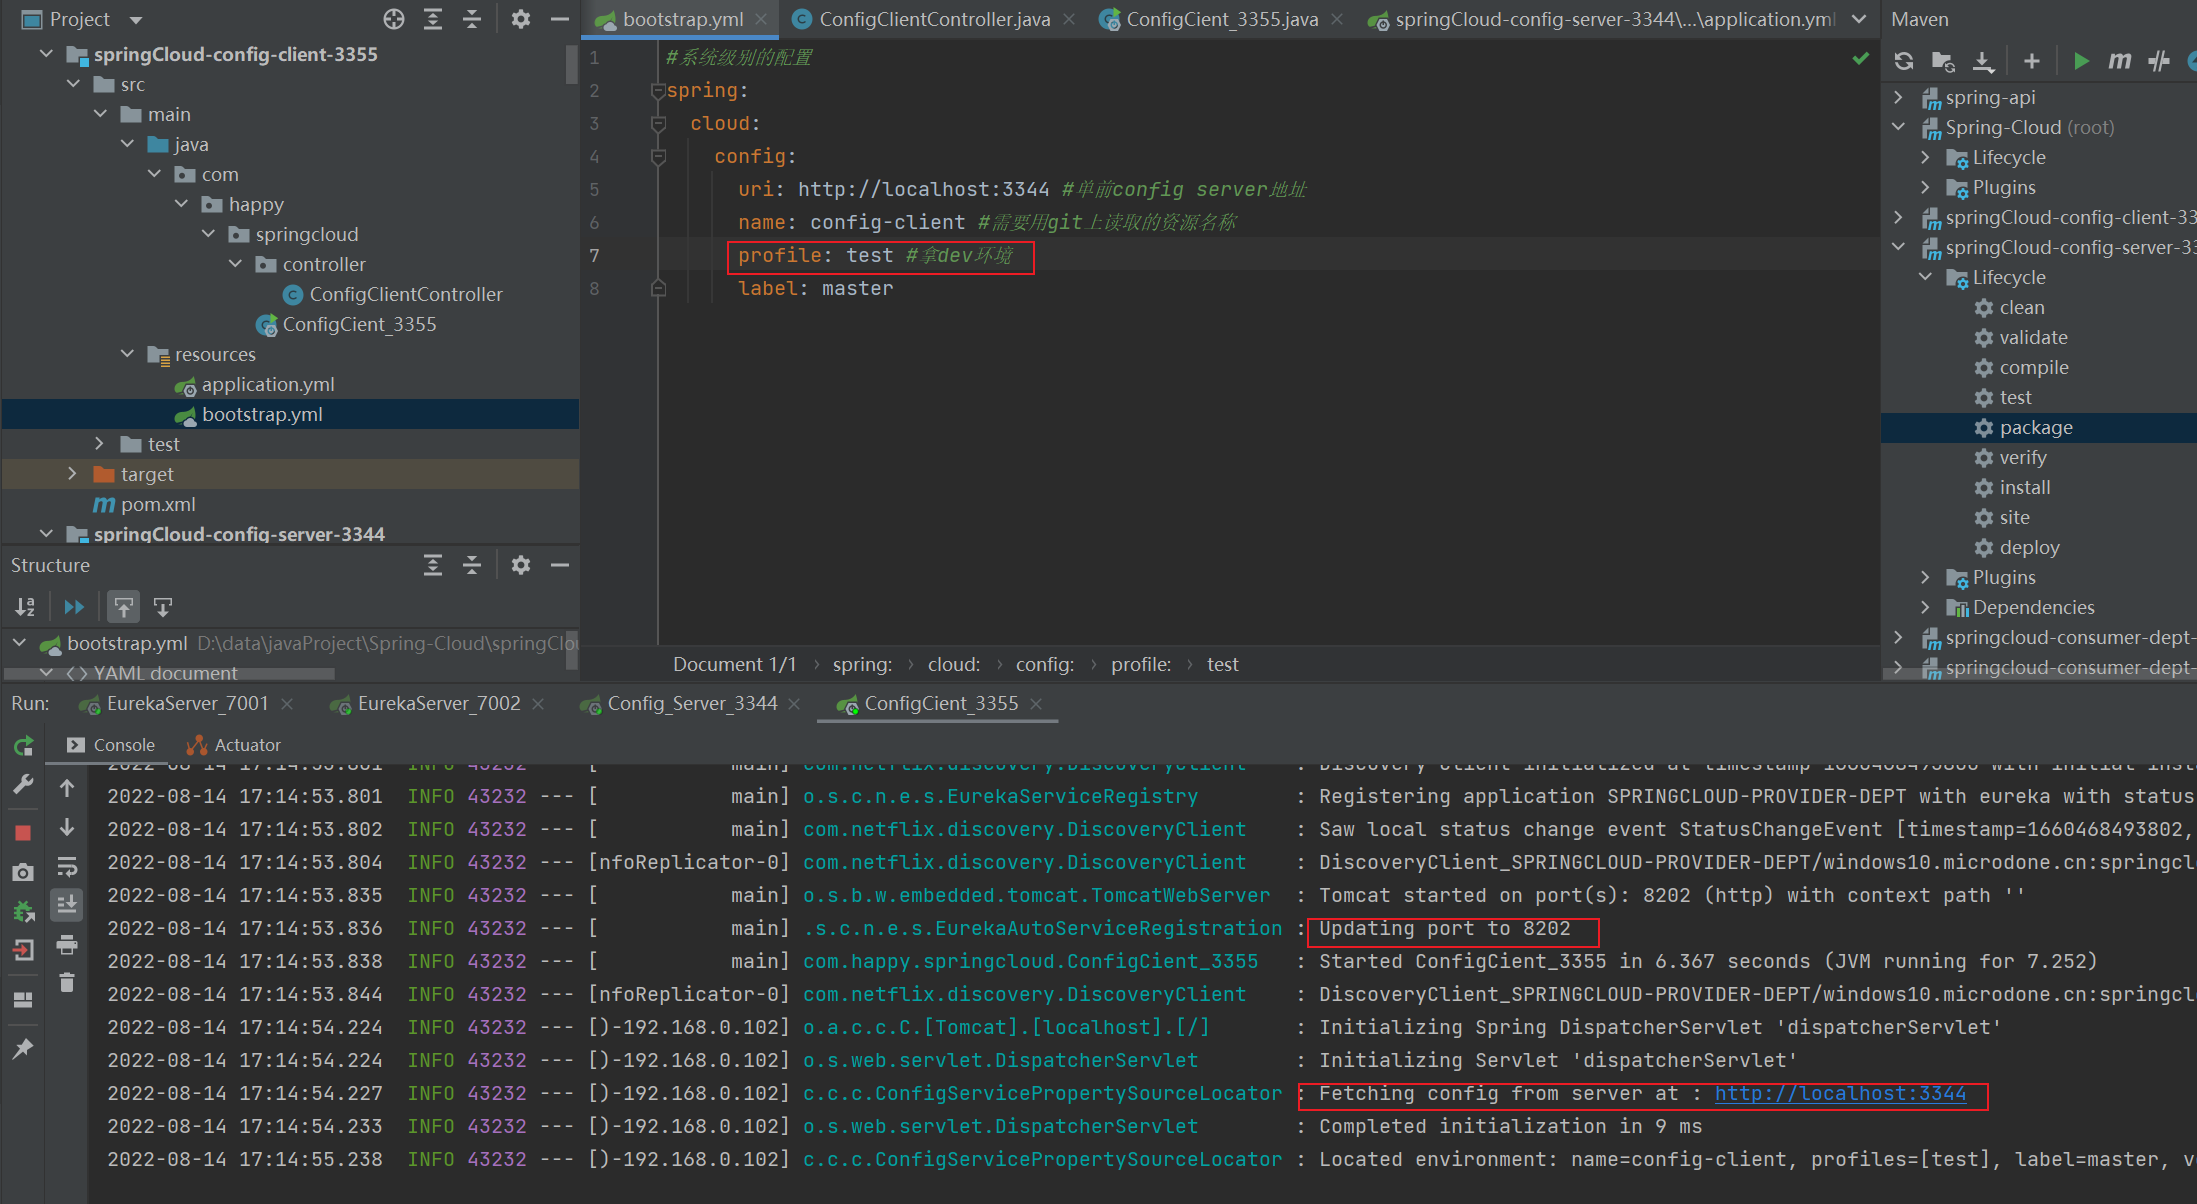 Project
springCloud-config-client-3355
src
main
java
com
happy
springcloud
controller
ConfigClientController
ConfigCient_3355
resources
application.yml
bootstrap.yml
test
target
pom.xml
springCloud-config-server-3344
Structure
bootstrap.yml D:\data\javaProject\Spring-Cloud\springClou
YAML document
bootstrap.yml
ConfigClientController.java
ConfigCient_3355.java
springCloud-config-server-3344\...\application.yml
1 #系统级别的配置
2 spring:
3 cloud:
4 config:
5 uri: http://localhost:3344 #单前config server地址
6 name: config-client #需要用git上读取的资源名称
7 profile: test #拿dev环境
8 label: master
Document 1/1 › spring: › cloud: › config: › profile: › test
Maven
spring-api
Spring-Cloud (root)
Lifecycle
Plugins
springCloud-config-client-33
springCloud-config-server-33
Lifecycle
clean
validate
compile
test
package
verify
install
site
deploy
Plugins
Dependencies
springcloud-consumer-dept-
springcloud-consumer-dept-
Run:
EurekaServer_7001
EurekaServer_7002
Config_Server_3344
ConfigCient_3355
Console
Actuator
2022-08-14 17:14:53.801 INFO 43232 --- [ main] o.s.c.n.e.s.EurekaServiceRegistry : Registering application SPRINGCLOUD-PROVIDER-DEPT with eureka with status
2022-08-14 17:14:53.802 INFO 43232 --- [ main] com.netflix.discovery.DiscoveryClient : Saw local status change event StatusChangeEvent [timestamp=1660468493802,
2022-08-14 17:14:53.804 INFO 43232 --- [nfoReplicator-0] com.netflix.discovery.DiscoveryClient : DiscoveryClient_SPRINGCLOUD-PROVIDER-DEPT/windows10.microdone.cn:springcl
2022-08-14 17:14:53.835 INFO 43232 --- [ main] o.s.b.w.embedded.tomcat.TomcatWebServer : Tomcat started on port(s): 8202 (http) with context path ''
2022-08-14 17:14:53.836 INFO 43232 --- [ main] .s.c.n.e.s.EurekaAutoServiceRegistration : Updating port to 8202
2022-08-14 17:14:53.838 INFO 43232 --- [ main] com.happy.springcloud.ConfigCient_3355 : Started ConfigCient_3355 in 6.367 seconds (JVM running for 7.252)
2022-08-14 17:14:53.844 INFO 43232 --- [nfoReplicator-0] com.netflix.discovery.DiscoveryClient : DiscoveryClient_SPRINGCLOUD-PROVIDER-DEPT/windows10.microdone.cn:springcl
2022-08-14 17:14:54.224 INFO 43232 --- [)-192.168.0.102] o.a.c.c.C.[Tomcat].[localhost].[/] : Initializing Spring DispatcherServlet 'dispatcherServlet'
2022-08-14 17:14:54.224 INFO 43232 --- [)-192.168.0.102] o.s.web.servlet.DispatcherServlet : Initializing Servlet 'dispatcherServlet'
2022-08-14 17:14:54.227 INFO 43232 --- [)-192.168.0.102] c.c.c.ConfigServicePropertySourceLocator : Fetching config from server at : http://localhost:3344
2022-08-14 17:14:54.233 INFO 43232 --- [)-192.168.0.102] o.s.web.servlet.DispatcherServlet : Completed initialization in 9 ms
2022-08-14 17:14:55.238 INFO 43232 --- [)-192.168.0.102] c.c.c.ConfigServicePropertySourceLocator : Located environment: name=config-client, profiles=[test], label=master, v